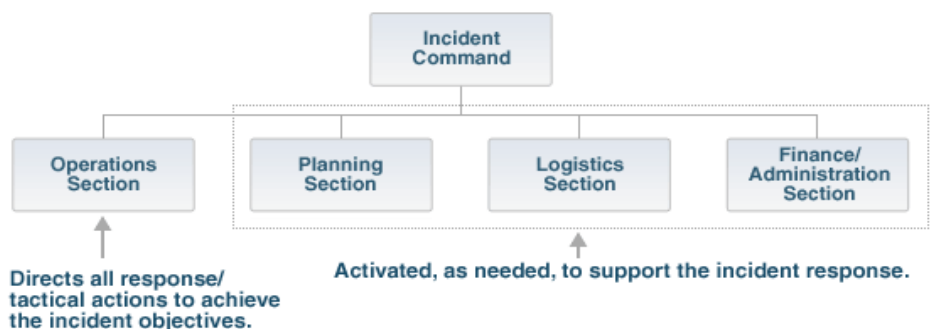 Incident
Command
Operations
Section
Planning
Section
Logistics
Section
Finance/
Administration
Section
Directs all response/
tactical actions to achieve
the incident objectives.
Activated, as needed, to support the incident response.